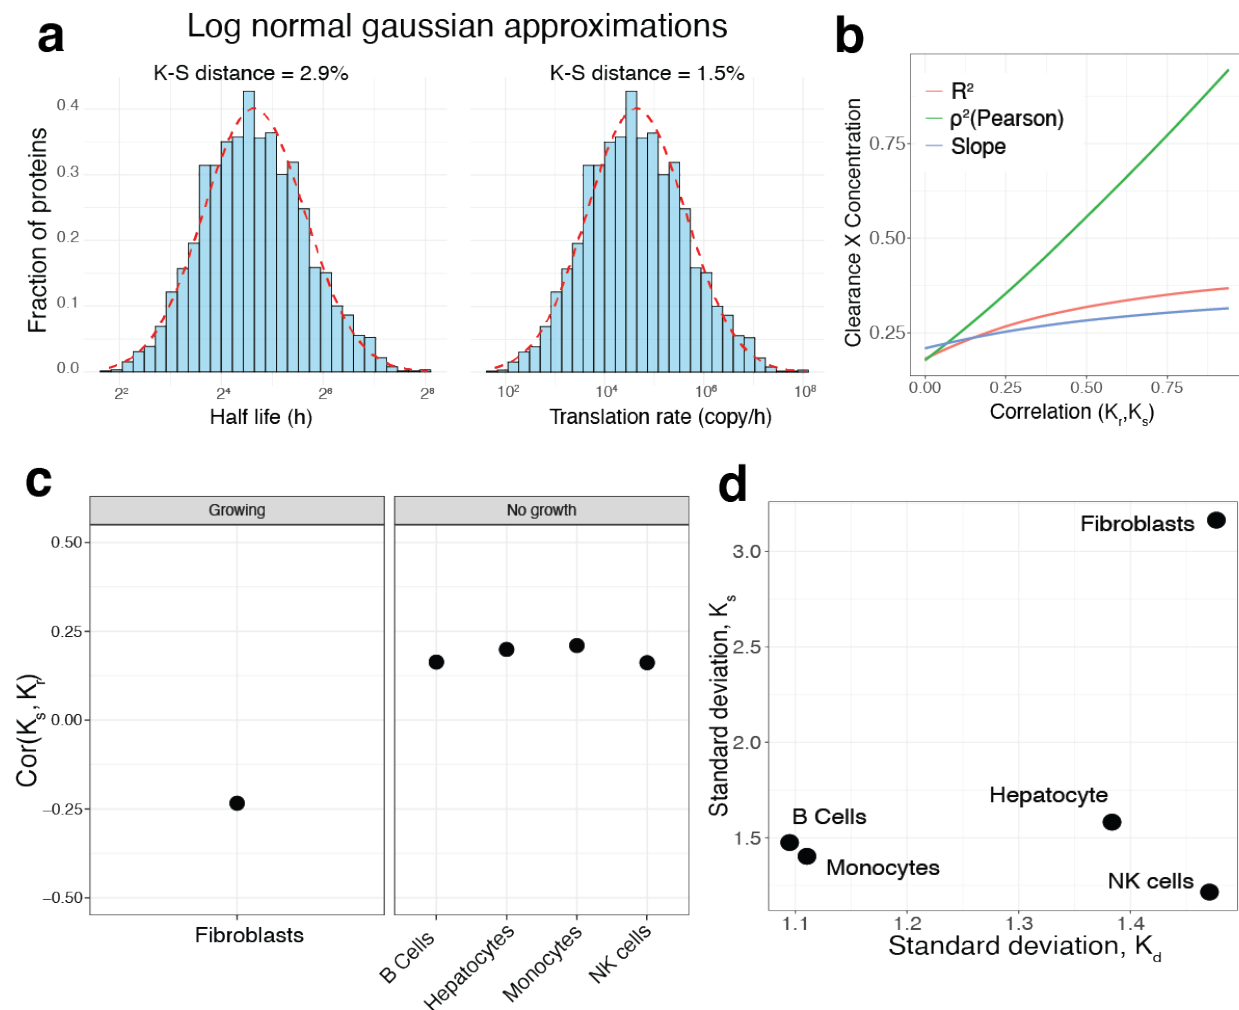 a
Log normal gaussian approximations
K-S distance = 2.9%
K-S distance = 1.5%
Fraction of proteins
0.4
0.3
0.2
0.1
0.0
2² 2⁴ 2⁶ 2⁸
Half life (h)
10² 10⁴ 10⁶ 10⁸
Translation rate (copy/h)
b
R²
ρ²(Pearson)
Slope
Clearance X Concentration
0.75
0.50
0.25
0.00 0.25 0.50 0.75
Correlation (Kᵣ,Kₛ)
c
Growing
No growth
Cor(Kₛ, Kᵣ)
0.50
0.25
0.00
−0.25
−0.50
Fibroblasts
B Cells
Hepatocytes
Monocytes
NK cells
d
Standard deviation, Kₛ
3.0
2.5
2.0
1.5
Fibroblasts
Hepatocyte
B Cells
Monocytes
NK cells
1.1 1.2 1.3 1.4
Standard deviation, K_d